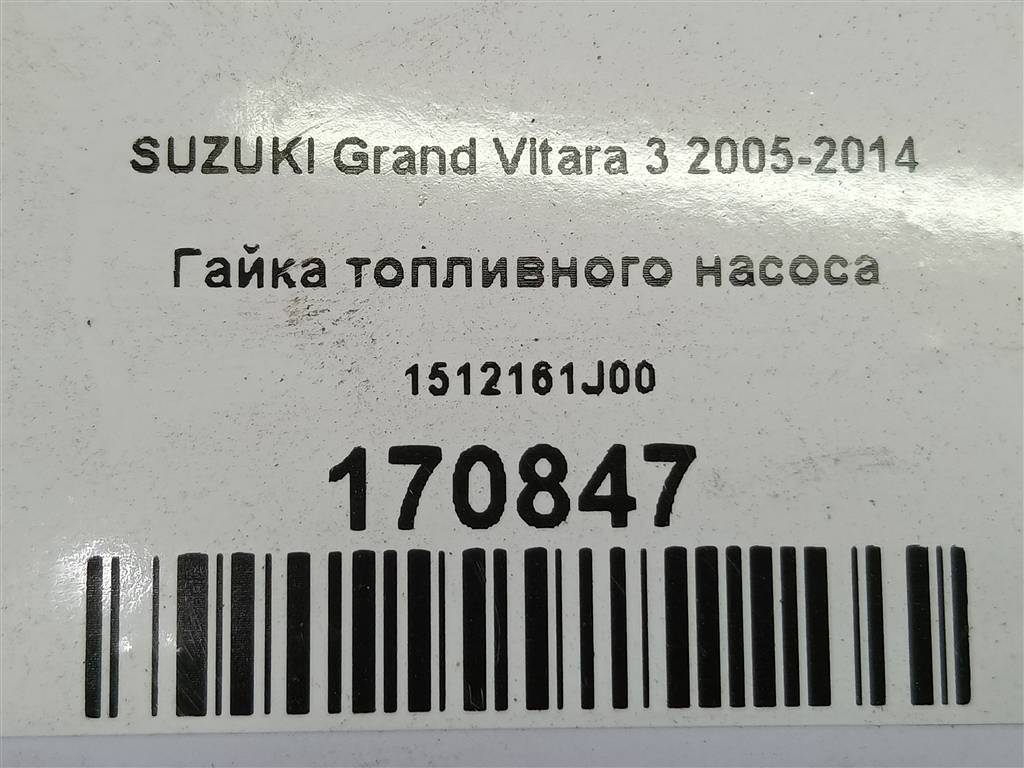 SUZUKI Grand Vitara 3 2005-2014
Гайка топливного насоса
1512161J00
170847